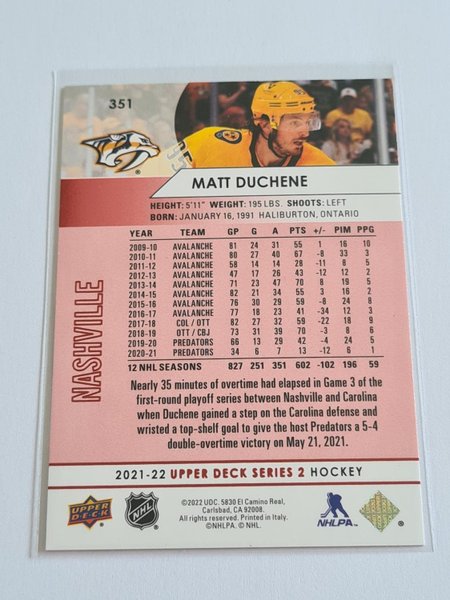 351
95
MATT DUCHENE
HEIGHT: 5'11" WEIGHT: 195 LBS. SHOOTS: LEFT
BORN: JANUARY 16, 1991 HALIBURTON, ONTARIO
NASHVILLE
YEAR TEAM GP G A PTS +/- PIM PPG
2009-10 AVALANCHE 81 24 31 55 1 16 10
2010-11 AVALANCHE 80 27 40 67 -8 33 3
2011-12 AVALANCHE 58 14 14 28 -11 8 5
2012-13 AVALANCHE 47 17 26 43 -12 12 2
2013-14 AVALANCHE 71 23 47 70 8 19 5
2014-15 AVALANCHE 82 21 34 55 3 16 2
2015-16 AVALANCHE 76 30 29 59 -8 24 8
2016-17 AVALANCHE 77 18 23 41 -34 12 3
2017-18 COL / OTT 82 27 32 59 -22 18 9
2018-19 OTT / CBJ 73 31 39 70 -3 8 6
2019-20 PREDATORS 66 13 29 42 -4 24 5
2020-21 PREDATORS 34 6 7 13 -12 6 1
12 NHL SEASONS 827 251 351 602 -102 196 59
Nearly 35 minutes of overtime had elapsed in Game 3 of the
first-round playoff series between Nashville and Carolina
when Duchene gained a step on the Carolina defense and
wristed a top-shelf goal to give the host Predators a 5-4
double-overtime victory on May 21, 2021.
2021-22 UPPER DECK SERIES 2 HOCKEY
UPPER DECK
NHL
©2022 UDC. 5830 El Camino Real,
Carlsbad, CA 92008.
All rights reserved. Printed in Italy.
©NHLPA. © NHL.
NHLPA